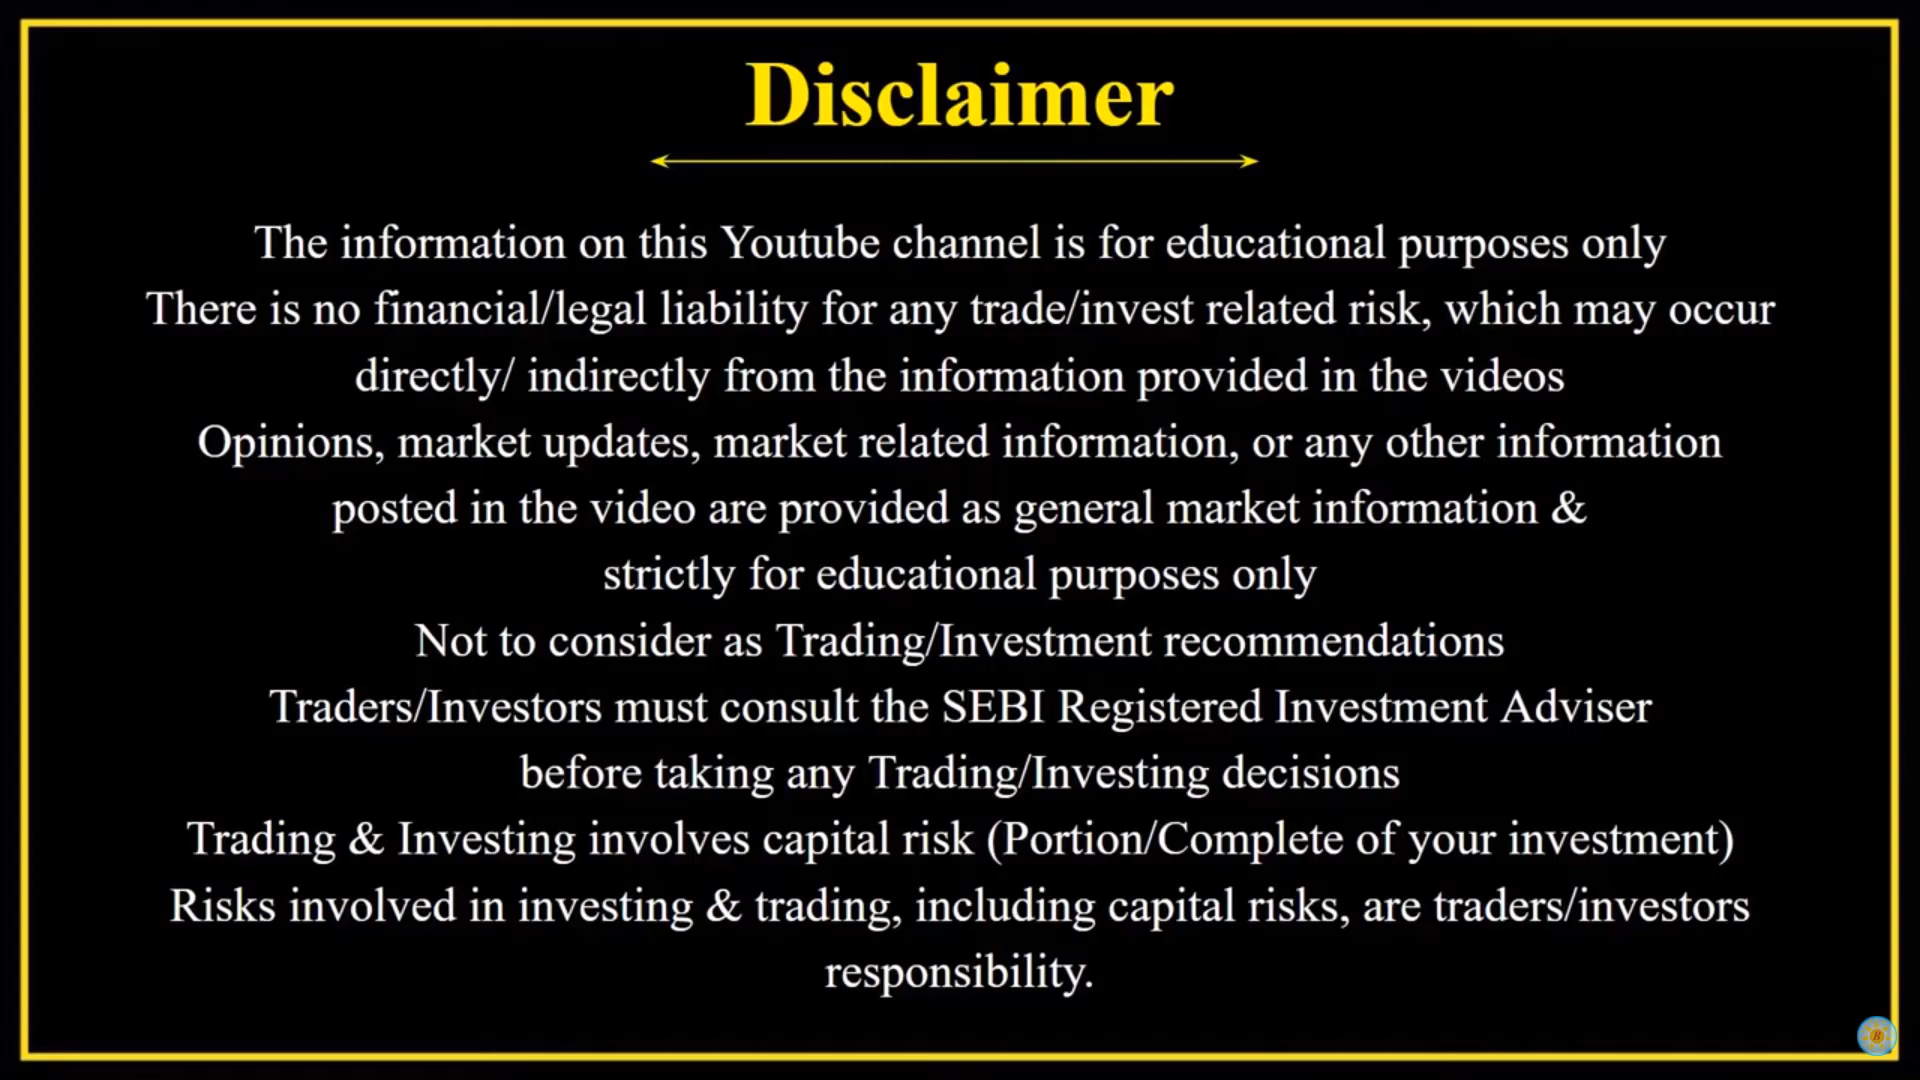 Disclaimer
The information on this Youtube channel is for educational purposes only
There is no financial/legal liability for any trade/invest related risk, which may occur
directly/ indirectly from the information provided in the videos
Opinions, market updates, market related information, or any other information
posted in the video are provided as general market information &
strictly for educational purposes only
Not to consider as Trading/Investment recommendations
Traders/Investors must consult the SEBI Registered Investment Adviser
before taking any Trading/Investing decisions
Trading & Investing involves capital risk (Portion/Complete of your investment)
Risks involved in investing & trading, including capital risks, are traders/investors
responsibility.